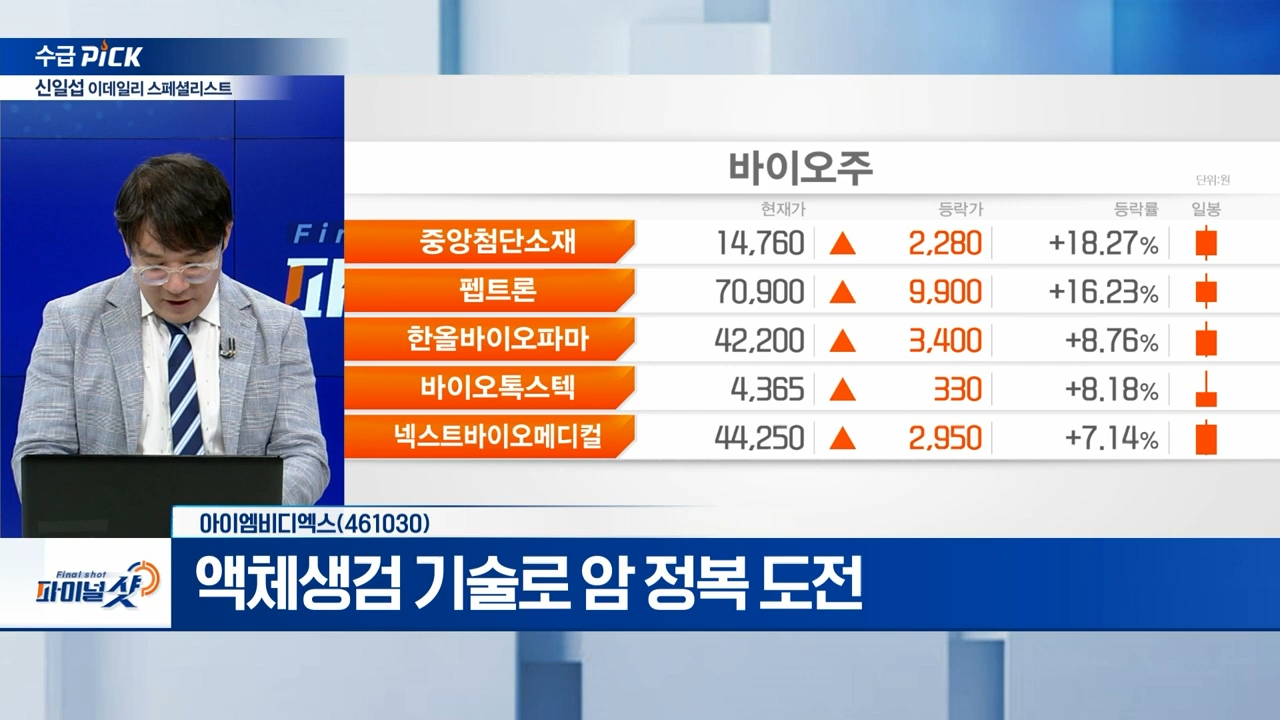 수급 PiCK
신일섭 이데일리 스페셜리스트
Fin
파
바이오주
단위:원
현재가 등락가 등락률 일봉
중앙첨단소재 14,760 ▲ 2,280 +18.27%
펩트론 70,900 ▲ 9,900 +16.23%
한올바이오파마 42,200 ▲ 3,400 +8.76%
바이오톡스텍 4,365 ▲ 330 +8.18%
넥스트바이오메디컬 44,250 ▲ 2,950 +7.14%
아이엠비디엑스(461030)
Final shot
파이널샷
액체생검 기술로 암 정복 도전